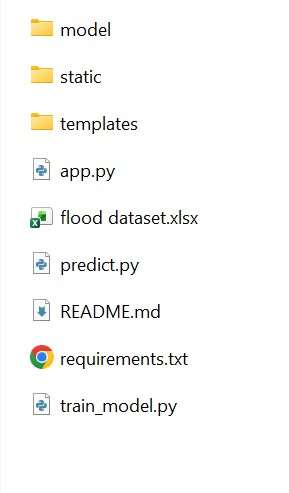 model
static
templates
app.py
flood dataset.xlsx
predict.py
README.md
requirements.txt
train_model.py